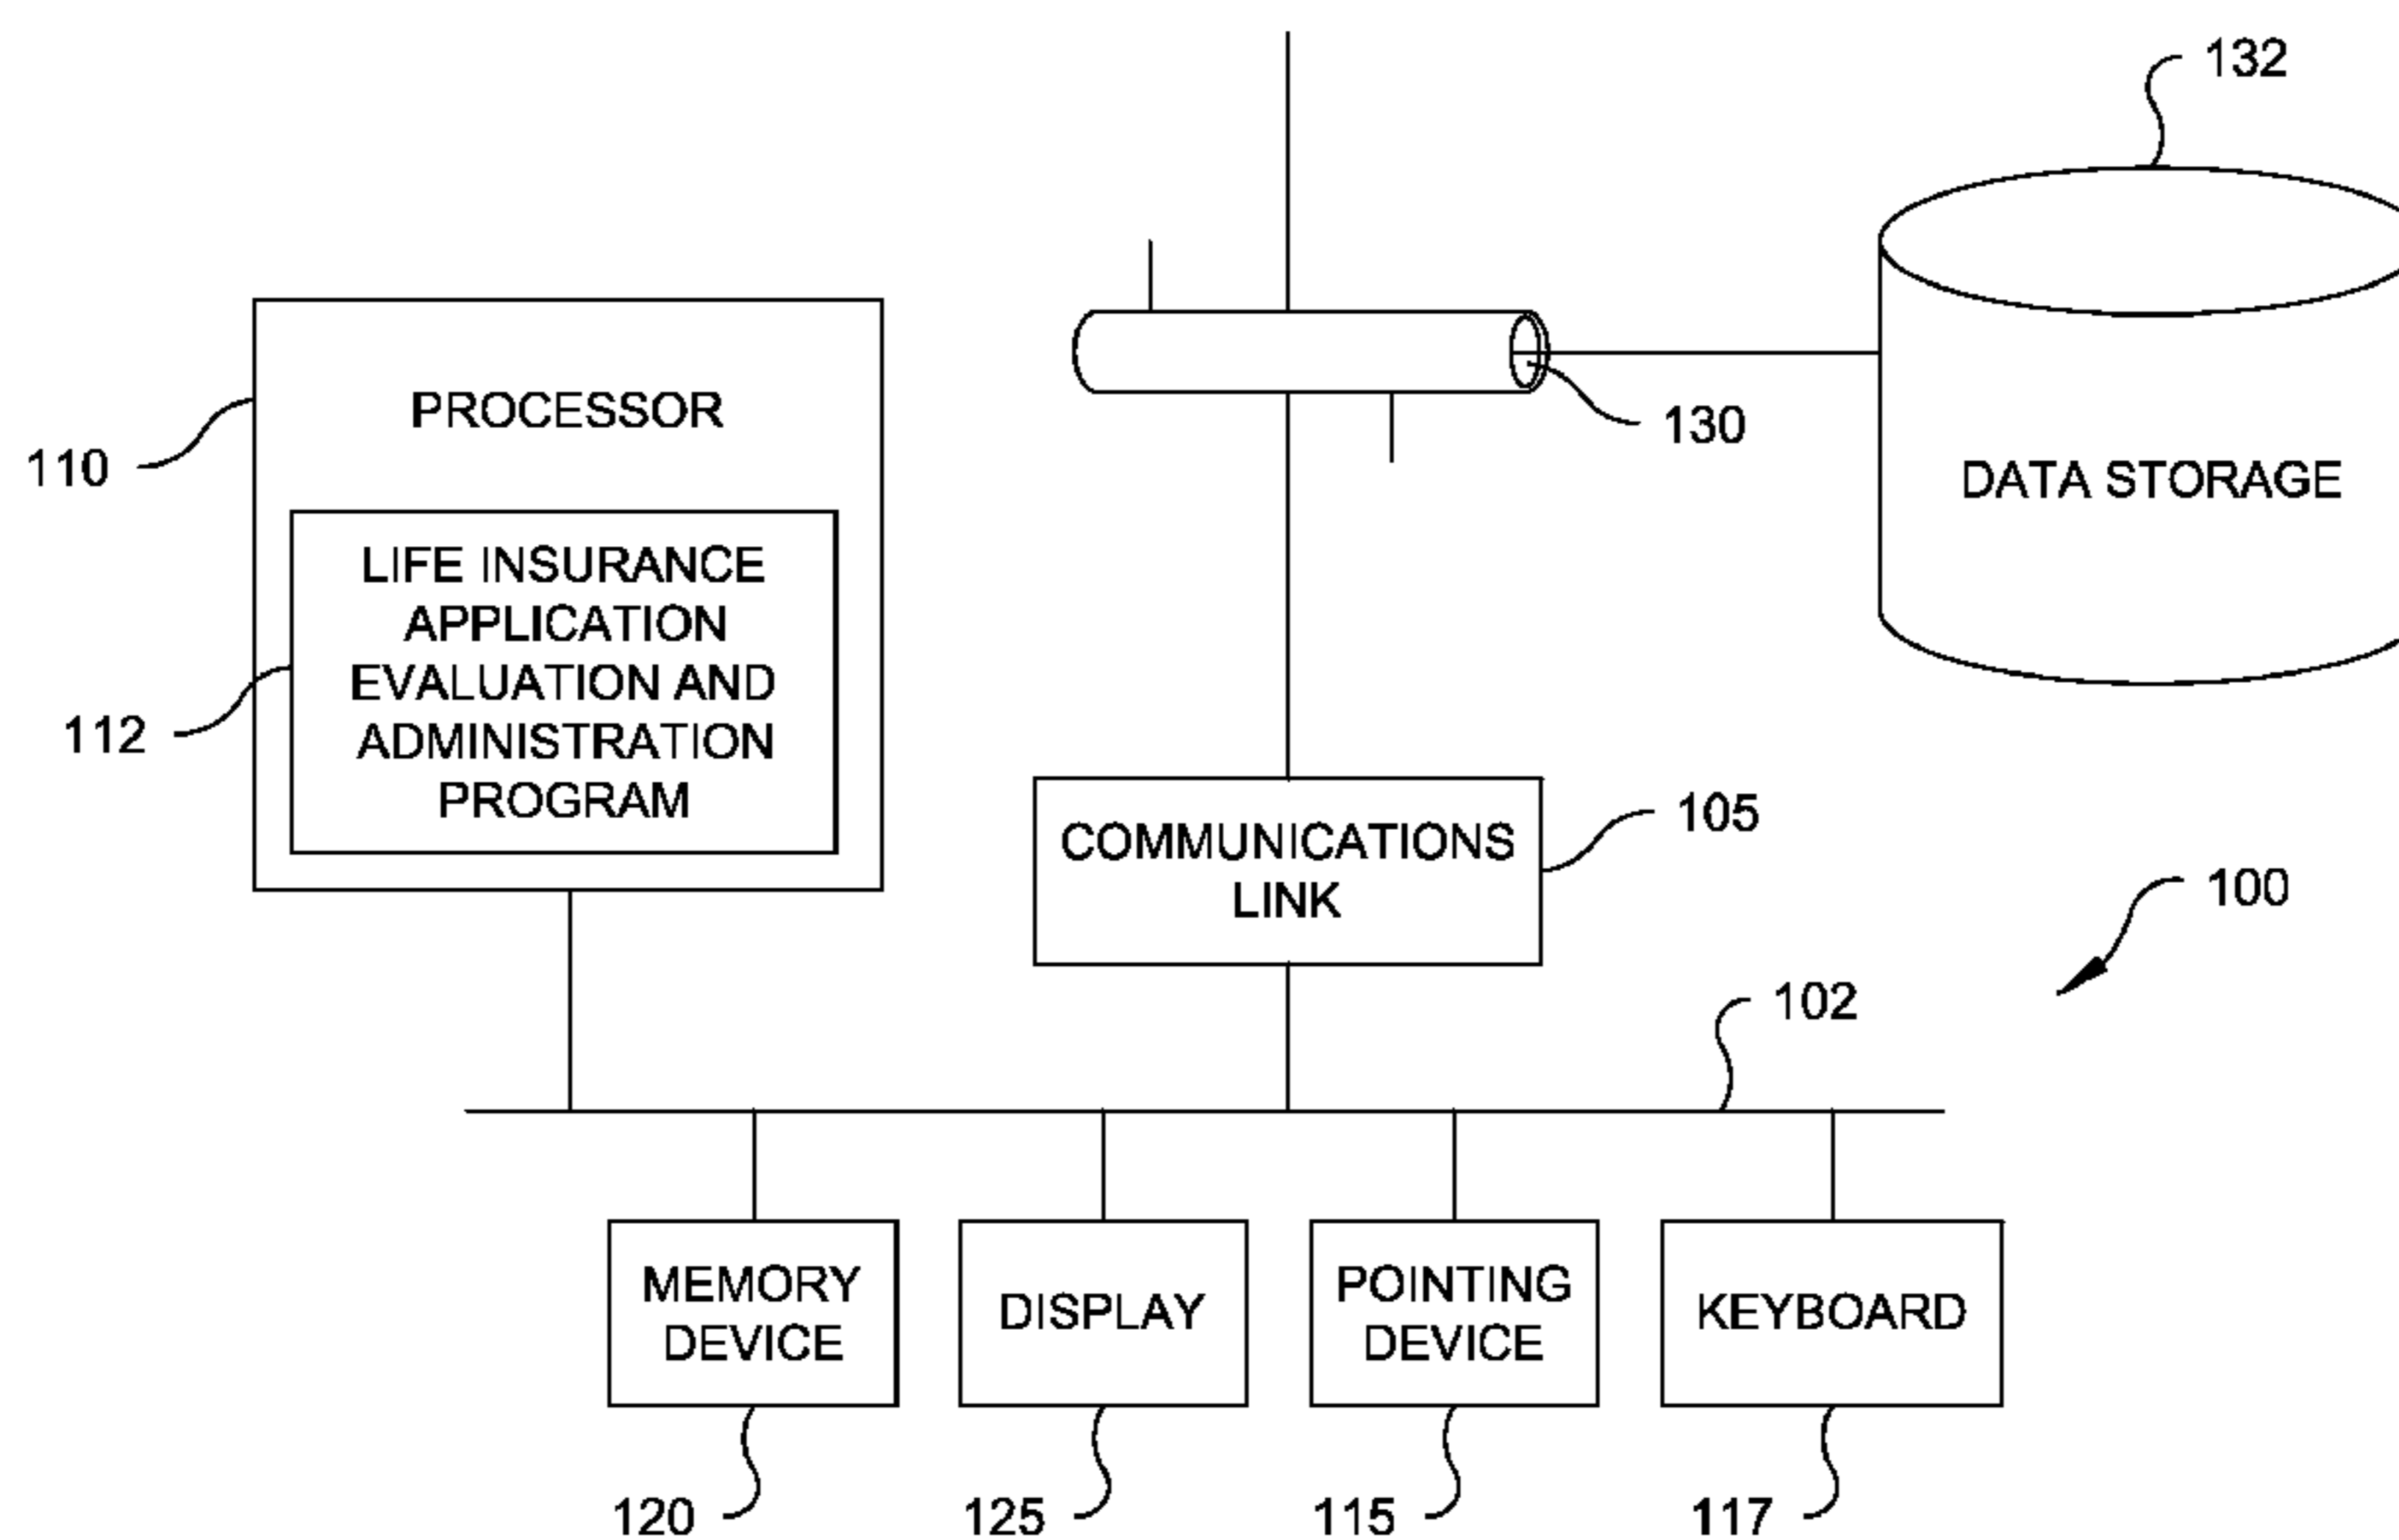 132
130
DATA STORAGE
PROCESSOR
110
LIFE INSURANCE
APPLICATION
EVALUATION AND
ADMINISTRATION
PROGRAM
112
COMMUNICATIONS
LINK
105
100
102
MEMORY
DEVICE
DISPLAY
POINTING
DEVICE
KEYBOARD
120
125
115
117